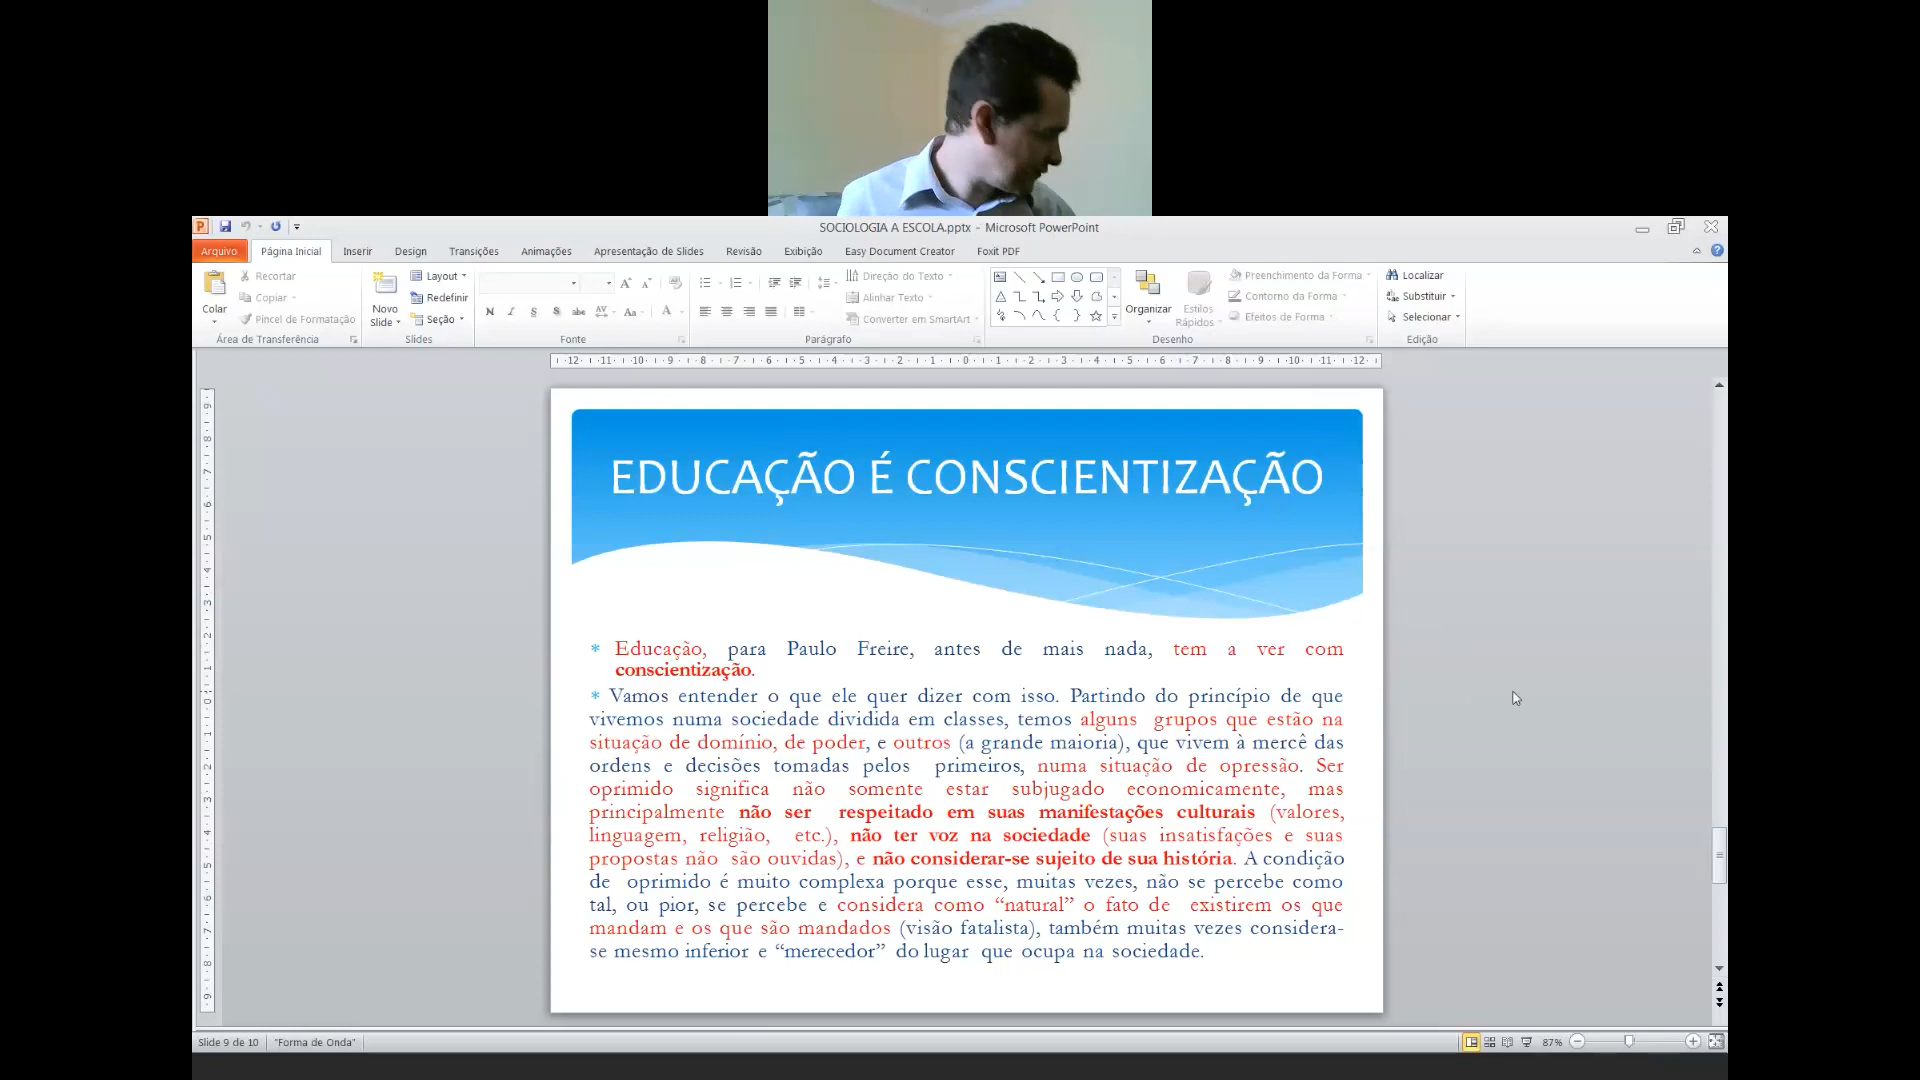 SOCIOLOGIA A ESCOLA.pptx - Microsoft PowerPoint
Arquivo Página Inicial Inserir Design Transições Animações Apresentação de Slides Revisão Exibição Easy Document Creator Foxit PDF
Colar
Recortar
Copiar
Pincel de Formatação
Área de Transferência
Novo
Slide
Layout
Redefinir
Seção
Slides
Fonte
Direção do Texto
Alinhar Texto
Converter em SmartArt
Parágrafo
Organizar
Estilos
Rápidos
Preenchimento da Forma
Contorno da Forma
Efeitos de Forma
Desenho
Localizar
Substituir
Selecionar
Edição
EDUCAÇÃO É CONSCIENTIZAÇÃO
* Educação, para Paulo Freire, antes de mais nada, tem a ver com
conscientização.
* Vamos entender o que ele quer dizer com isso. Partindo do princípio de que
vivemos numa sociedade dividida em classes, temos alguns grupos que estão na
situação de domínio, de poder, e outros (a grande maioria), que vivem à mercê das
ordens e decisões tomadas pelos primeiros, numa situação de opressão. Ser
oprimido significa não somente estar subjugado economicamente, mas
principalmente não ser respeitado em suas manifestações culturais (valores,
linguagem, religião, etc.), não ter voz na sociedade (suas insatisfações e suas
propostas não são ouvidas), e não considerar-se sujeito de sua história. A condição
de oprimido é muito complexa porque esse, muitas vezes, não se percebe como
tal, ou pior, se percebe e considera como “natural” o fato de existirem os que
mandam e os que são mandados (visão fatalista), também muitas vezes considera-
se mesmo inferior e “merecedor” do lugar que ocupa na sociedade.
Slide 9 de 10 "Forma de Onda" 87%